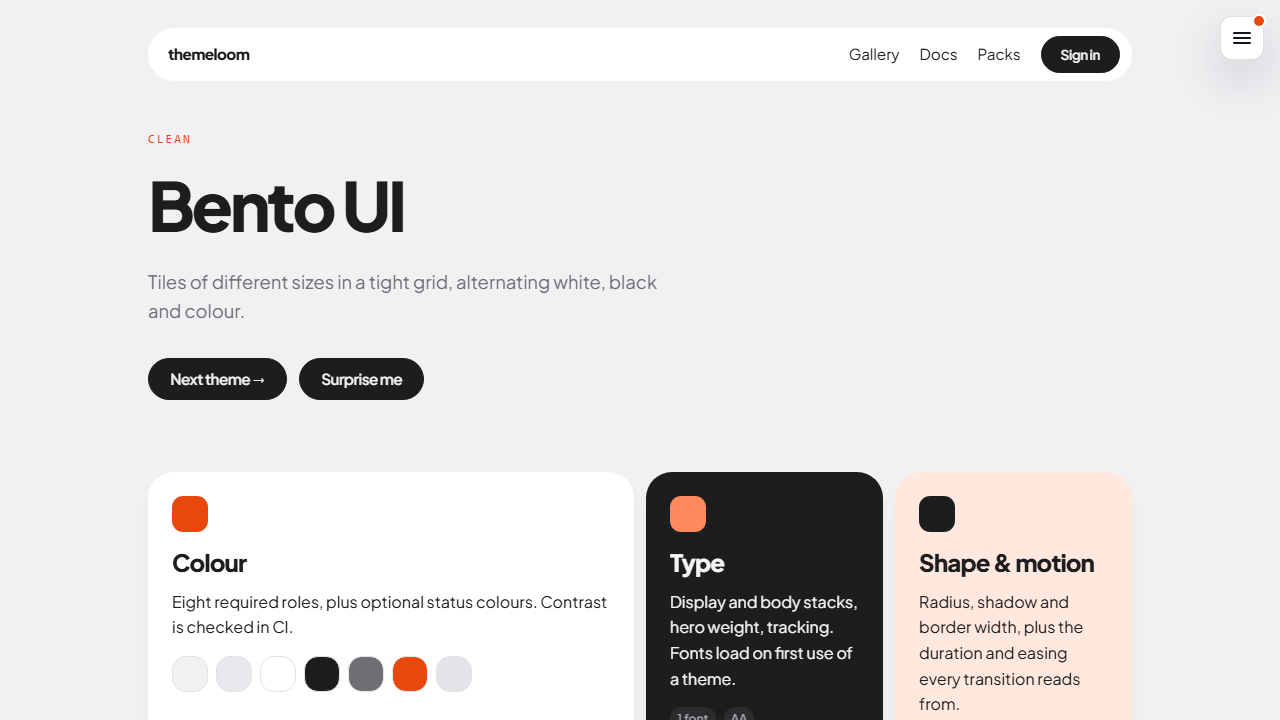 themeloom
Gallery Docs Packs Sign in
CLEAN
Bento UI
Tiles of different sizes in a tight grid, alternating white, black
and colour.
Next theme →
Surprise me
Colour
Eight required roles, plus optional status colours. Contrast
is checked in CI.
Type
Display and body stacks,
hero weight, tracking.
Fonts load on first use of
a theme.
1 font AA
Shape & motion
Radius, shadow and
border width, plus the
duration and easing
every transition reads
from.